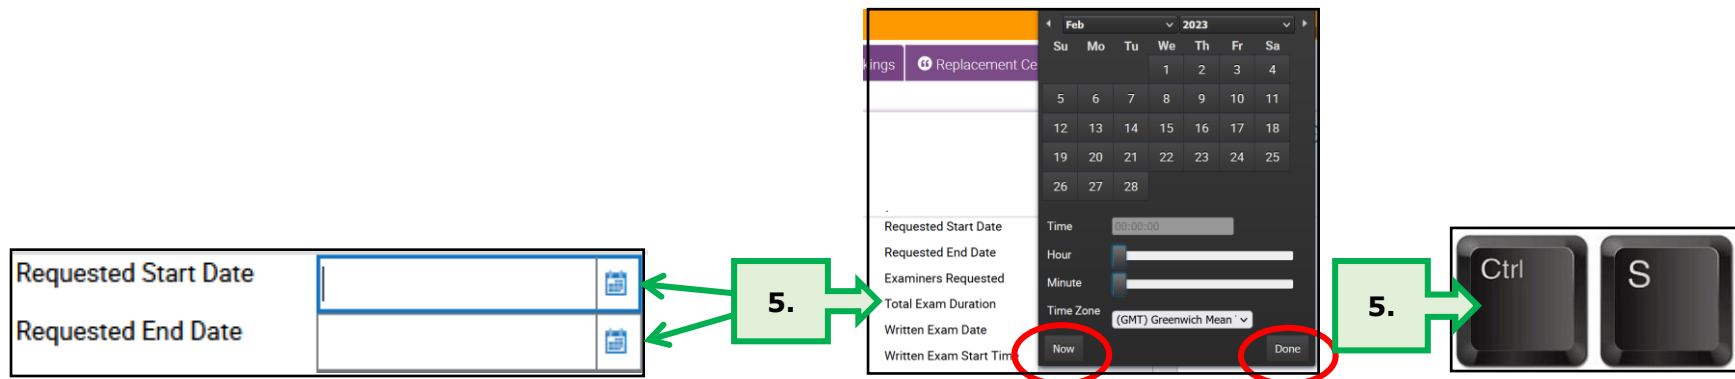 Requested Start Date
Requested End Date
5.
kings
Replacement Ce
Requested Start Date
Requested End Date
Examiners Requested
Total Exam Duration
Written Exam Date
Written Exam Start Time
Feb 2023
Su Mo Tu We Th Fr Sa
1 2 3 4
5 6 7 8 9 10 11
12 13 14 15 16 17 18
19 20 21 22 23 24 25
26 27 28
Time 00:00:00
Hour
Minute
Time Zone (GMT) Greenwich Mean
Now Done
5.
Ctrl S